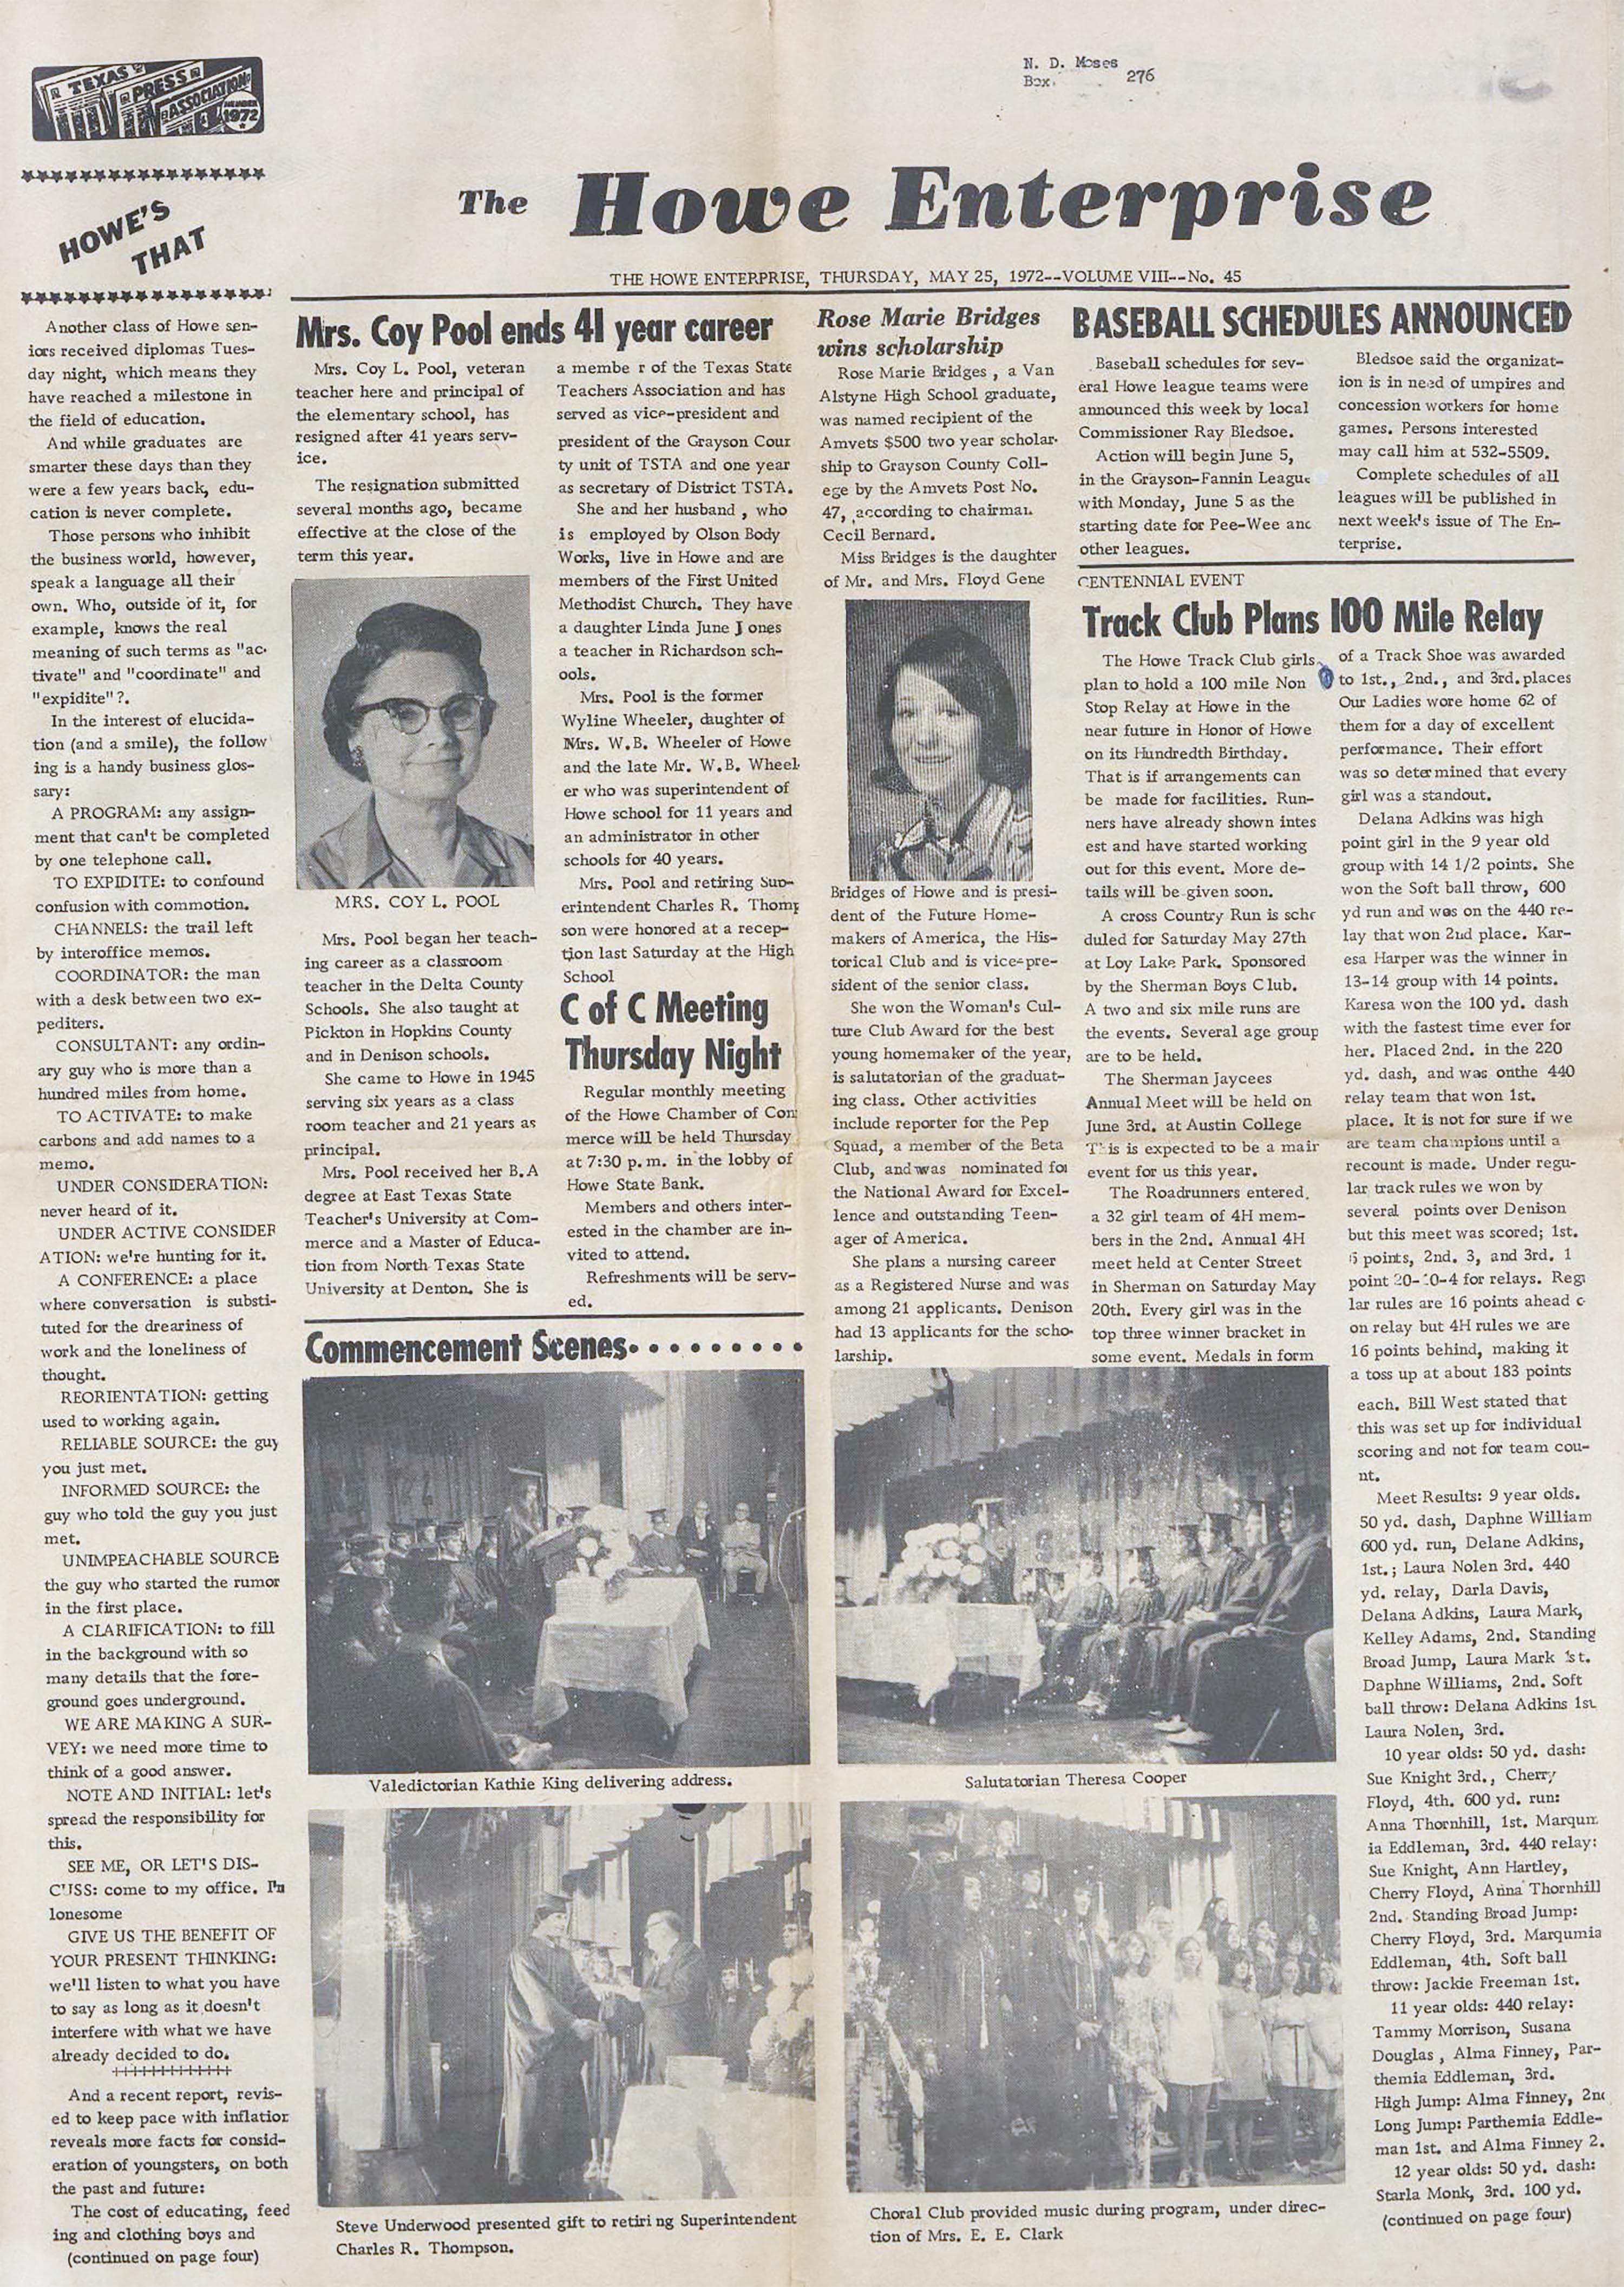 TEXAS
PRESS
ASSOCIATION
MEMBER
1972
N. D. Moses
Box 276
HOWE'S
THAT
The Howe Enterprise
THE HOWE ENTERPRISE, THURSDAY, MAY 25, 1972--VOLUME VIII--No. 45
Another class of Howe sen-
iors received diplomas Tues-
day night, which means they
have reached a milestone in
the field of education.
And while graduates are
smarter these days than they
were a few years back, edu-
cation is never complete.
Those persons who inhibit
the business world, however,
speak a language all their
own. Who, outside of it, for
example, knows the real
meaning of such terms as "ac-
tivate" and "coordinate" and
"expidite"?.
In the interest of elucida-
tion (and a smile), the follow
ing is a handy business glos-
sary:
A PROGRAM: any assign-
ment that can't be completed
by one telephone call.
TO EXPIDITE: to confound
confusion with commotion.
CHANNELS: the trail left
by interoffice memos.
COORDINATOR: the man
with a desk between two ex-
pediters.
CONSULTANT: any ordin-
ary guy who is more than a
hundred miles from home.
TO ACTIVATE: to make
carbons and add names to a
memo.
UNDER CONSIDERATION:
never heard of it.
UNDER ACTIVE CONSIDER
ATION: we're hunting for it.
A CONFERENCE: a place
where conversation is substi-
tuted for the dreariness of
work and the loneliness of
thought.
REORIENTATION: getting
used to working again.
RELIABLE SOURCE: the guy
you just met.
INFORMED SOURCE: the
guy who told the guy you just
met.
UNIMPEACHABLE SOURCE
the guy who started the rumor
in the first place.
A CLARIFICATION: to fill
in the background with so
many details that the fore-
ground goes underground.
WE ARE MAKING A SUR-
VEY: we need more time to
think of a good answer.
NOTE AND INITIAL: let's
spread the responsibility for
this.
SEE ME, OR LET'S DIS-
CUSS: come to my office. I'm
lonesome
GIVE US THE BENEFIT OF
YOUR PRESENT THINKING:
we'll listen to what you have
to say as long as it doesn't
interfere with what we have
already decided to do.
+++++++++++++
And a recent report, revis-
ed to keep pace with inflation
reveals more facts for consid-
eration of youngsters, on both
the past and future:
The cost of educating, feed
ing and clothing boys and
(continued on page four)
Mrs. Coy Pool ends 41 year career
Mrs. Coy L. Pool, veteran
teacher here and principal of
the elementary school, has
resigned after 41 years serv-
ice.
The resignation submitted
several months ago, became
effective at the close of the
term this year.
MRS. COY L. POOL
Mrs. Pool began her teach-
ing career as a classroom
teacher in the Delta County
Schools. She also taught at
Pickton in Hopkins County
and in Denison schools.
She came to Howe in 1945
serving six years as a class
room teacher and 21 years as
principal.
Mrs. Pool received her B.A
degree at East Texas State
Teacher's University at Com-
merce and a Master of Educa-
tion from North Texas State
University at Denton. She is
a membe r of the Texas State
Teachers Association and has
served as vice-president and
president of the Grayson Cour
ty unit of TSTA and one year
as secretary of District TSTA.
She and her husband , who
is employed by Olson Body
Works, live in Howe and are
members of the First United
Methodist Church. They have
a daughter Linda June J ones
a teacher in Richardson sch-
ools.
Mrs. Pool is the former
Wyline Wheeler, daughter of
Mrs. W.B. Wheeler of Howe
and the late Mr. W.B. Wheel
er who was superintendent of
Howe school for 11 years and
an administrator in other
schools for 40 years.
Mrs. Pool and retiring Sup-
erintendent Charles R. Thomp
son were honored at a recep-
tion last Saturday at the High
School
C of C Meeting
Thursday Night
Regular monthly meeting
of the Howe Chamber of Com
merce will be held Thursday
at 7:30 p.m. in the lobby of
Howe State Bank.
Members and others inter-
ested in the chamber are in-
vited to attend.
Refreshments will be serv-
ed.
Rose Marie Bridges
wins scholarship
Rose Marie Bridges , a Van
Alstyne High School graduate,
was named recipient of the
Amvets $500 two year scholar-
ship to Grayson County Coll-
ege by the Amvets Post No.
47, according to chairman
Cecil Bernard.
Miss Bridges is the daughter
of Mr. and Mrs. Floyd Gene
Bridges of Howe and is presi-
dent of the Future Home-
makers of America, the His-
torical Club and is vice-pre-
sident of the senior class.
She won the Woman's Cul-
ture Club Award for the best
young homemaker of the year,
is salutatorian of the graduat-
ing class. Other activities
include reporter for the Pep
Squad, a member of the Beta
Club, and was nominated for
the National Award for Excel-
lence and outstanding Teen-
ager of America.
She plans a nursing career
as a Registered Nurse and was
among 21 applicants. Denison
had 13 applicants for the scho-
larship.
BASEBALL SCHEDULES ANNOUNCED
Baseball schedules for sev-
eral Howe league teams were
announced this week by local
Commissioner Ray Bledsoe.
Action will begin June 5,
in the Grayson-Fannin League
with Monday, June 5 as the
starting date for Pee-Wee and
other leagues.
Bledsoe said the organizat-
ion is in need of umpires and
concession workers for home
games. Persons interested
may call him at 532-5509.
Complete schedules of all
leagues will be published in
next week's issue of The En-
terprise.
CENTENNIAL EVENT
Track Club Plans 100 Mile Relay
The Howe Track Club girls
plan to hold a 100 mile Non
Stop Relay at Howe in the
near future in Honor of Howe
on its Hundredth Birthday.
That is if arrangements can
be made for facilities. Run-
ners have already shown intes
est and have started working
out for this event. More de-
tails will be given soon.
A cross Country Run is sche
duled for Saturday May 27th
at Loy Lake Park. Sponsored
by the Sherman Boys Club.
A two and six mile runs are
the events. Several age group
are to be held.
The Sherman Jaycees
Annual Meet will be held on
June 3rd. at Austin College
This is expected to be a mair
event for us this year.
The Roadrunners entered
a 32 girl team of 4H mem-
bers in the 2nd. Annual 4H
meet held at Center Street
in Sherman on Saturday May
20th. Every girl was in the
top three winner bracket in
some event. Medals in form
of a Track Shoe was awarded
to 1st., 2nd., and 3rd. places
Our Ladies wore home 62 of
them for a day of excellent
performance. Their effort
was so determined that every
girl was a standout.
Delana Adkins was high
point girl in the 9 year old
group with 14 1/2 points. She
won the Soft ball throw, 600
yd run and was on the 440 re-
lay that won 2nd place. Kar-
esa Harper was the winner in
13-14 group with 14 points.
Karesa won the 100 yd. dash
with the fastest time ever for
her. Placed 2nd. in the 220
yd. dash, and was onthe 440
relay team that won 1st.
place. It is not for sure if we
are team champions until a
recount is made. Under regu-
lar track rules we won by
several points over Denison
but this meet was scored; 1st.
5 points, 2nd. 3, and 3rd. 1
point 20-10-4 for relays. Regu
lar rules are 16 points ahead
on relay but 4H rules we are
16 points behind, making it
a toss up at about 183 points
each. Bill West stated that
this was set up for individual
scoring and not for team cou-
nt.
Meet Results: 9 year olds.
50 yd. dash, Daphne William
600 yd. run, Delane Adkins,
1st.; Laura Nolen 3rd. 440
yd. relay, Darla Davis,
Delana Adkins, Laura Mark,
Kelley Adams, 2nd. Standing
Broad Jump, Laura Mark 1st.
Daphne Williams, 2nd. Soft
ball throw: Delana Adkins 1st
Laura Nolen, 3rd.
10 year olds: 50 yd. dash:
Sue Knight 3rd., Cherry
Floyd, 4th. 600 yd. run:
Anna Thornhill, 1st. Marqum
ia Eddleman, 3rd. 440 relay:
Sue Knight, Ann Hartley,
Cherry Floyd, Anna Thornhill
2nd. Standing Broad Jump:
Cherry Floyd, 3rd. Marqumia
Eddleman, 4th. Soft ball
throw: Jackie Freeman 1st.
11 year olds: 440 relay:
Tammy Morrison, Susana
Douglas , Alma Finney, Par-
themia Eddleman, 3rd.
High Jump: Alma Finney, 2nd
Long Jump: Parthemia Eddle-
man 1st. and Alma Finney 2.
12 year olds: 50 yd. dash:
Starla Monk, 3rd. 100 yd.
(continued on page four)
Commencement Scenes. . . . . . . . .
Valedictorian Kathie King delivering address.
Salutatorian Theresa Cooper
Steve Underwood presented gift to retiri ng Superintendent
Charles R. Thompson.
Choral Club provided music during program, under direc-
tion of Mrs. E. E. Clark